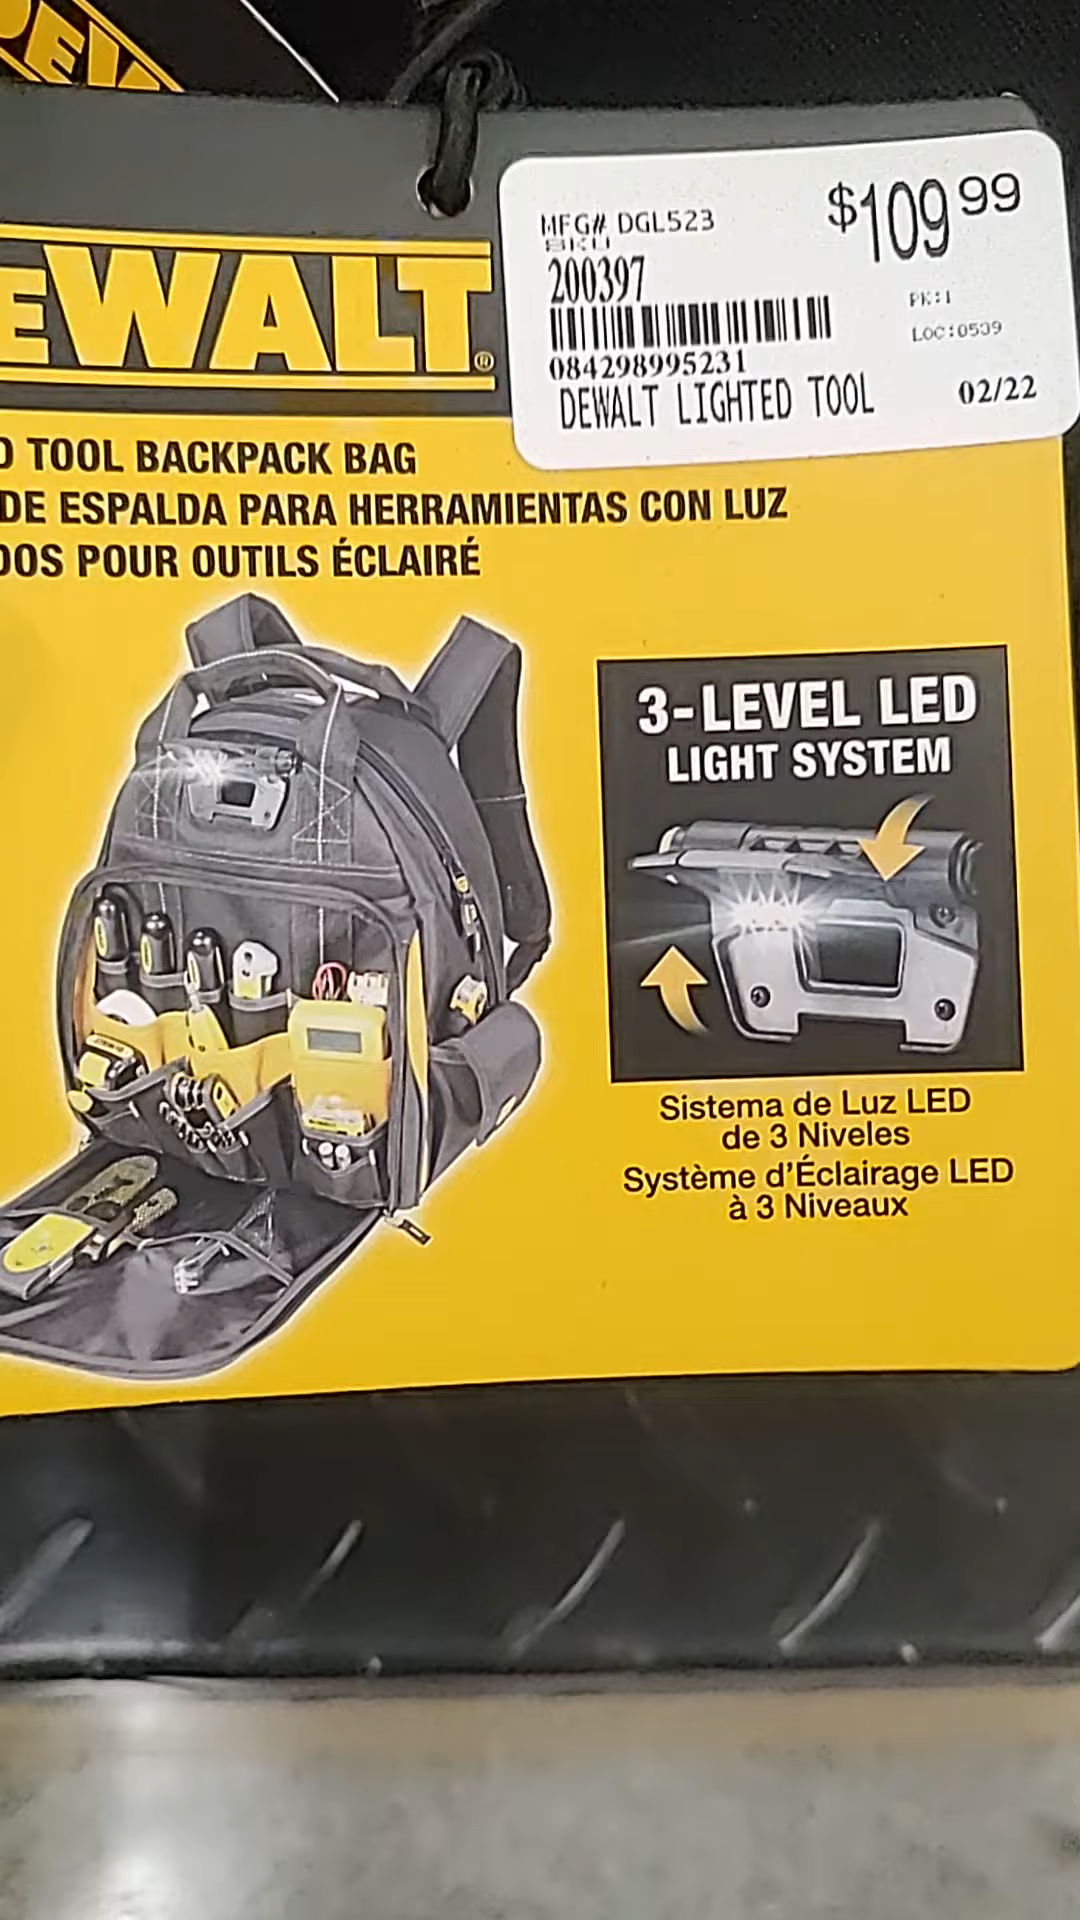 DEW
MFG# DGL523
$109 99
SKU
200397
PK:1
084298995231
LOC:0539
DEWALT LIGHTED TOOL
02/22
EWALT®
D TOOL BACKPACK BAG
DE ESPALDA PARA HERRAMIENTAS CON LUZ
DOS POUR OUTILS ÉCLAIRÉ
3-LEVEL LED
LIGHT SYSTEM
Sistema de Luz LED
de 3 Niveles
Système d'Éclairage LED
à 3 Niveaux